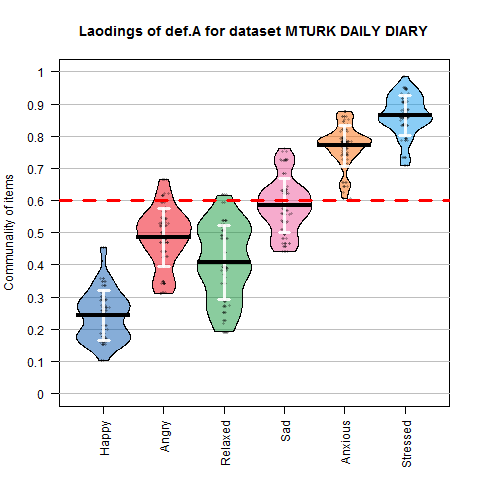 Laodings of def.A for dataset MTURK DAILY DIARY
Communality of items
1
0.9
0.8
0.7
0.6
0.5
0.4
0.3
0.2
0.1
0
Happy
Angry
Relaxed
Sad
Anxious
Stressed